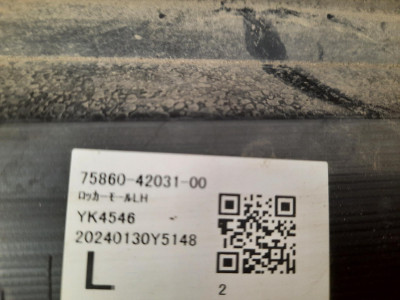 75860-42031-00
ﾛｯｶｰﾓｰﾙLH
YK4546 -
20240130Y5148
L
2